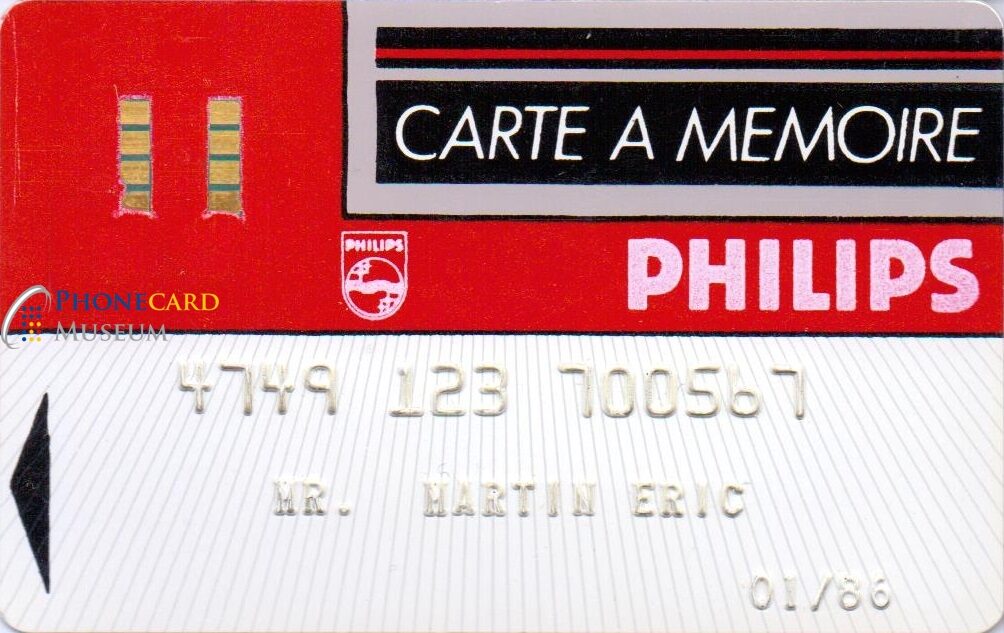 CARTE A MEMOIRE
PHILIPS
PHILIPS
PHONECARD
MUSEUM
4749 123 700567
MR. MARTIN ERIC
01/86